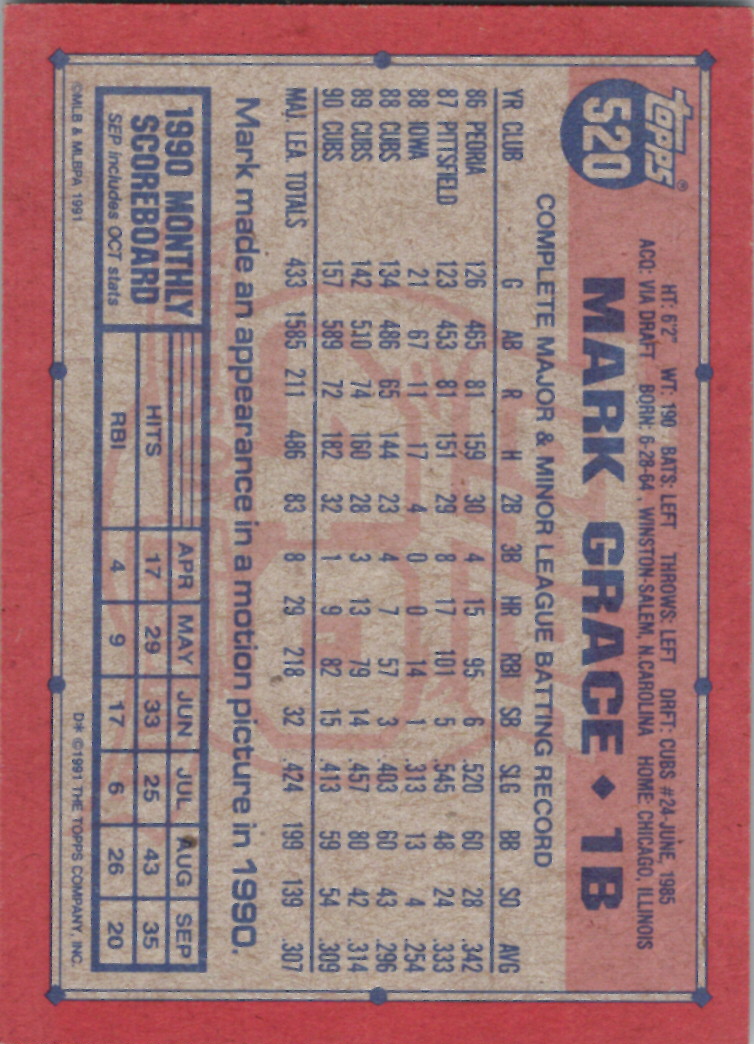 Topps®
520
HT: 6'2" WT: 190 BATS: LEFT THROWS: LEFT DRFT: CUBS #24-JUNE, 1985
ACQ: VIA DRAFT BORN: 6-28-64, WINSTON-SALEM, N.CAROLINA HOME: CHICAGO, ILLINOIS
MARK GRACE ♦ 1B
COMPLETE MAJOR & MINOR LEAGUE BATTING RECORD
YR CLUB G AB R H 2B 3B HR RBI SB SLG BB SO AVG
86 PEORIA 126 465 81 159 30 4 15 95 6 .520 60 28 .342
87 PITTSFIELD 123 453 81 151 29 8 17 101 5 .545 48 24 .333
88 IOWA 21 67 11 17 4 0 0 14 1 .313 13 4 .254
88 CUBS 134 486 65 144 23 4 7 57 3 .403 60 43 .296
89 CUBS 142 510 74 160 28 3 13 79 14 .457 80 42 .314
90 CUBS 157 589 72 182 32 1 9 82 15 .413 59 54 .309
MAJ. LEA. TOTALS 433 1585 211 486 83 8 29 218 32 .424 199 139 .307
Mark made an appearance in a motion picture in 1990.
1990 MONTHLY SCOREBOARD
SEP includes OCT stats
APR MAY JUN JUL AUG SEP
HITS 17 29 33 25 43 35
RBI 4 9 17 6 26 20
©MLB & MLBPA 1991 D* ©1991 THE TOPPS COMPANY, INC.